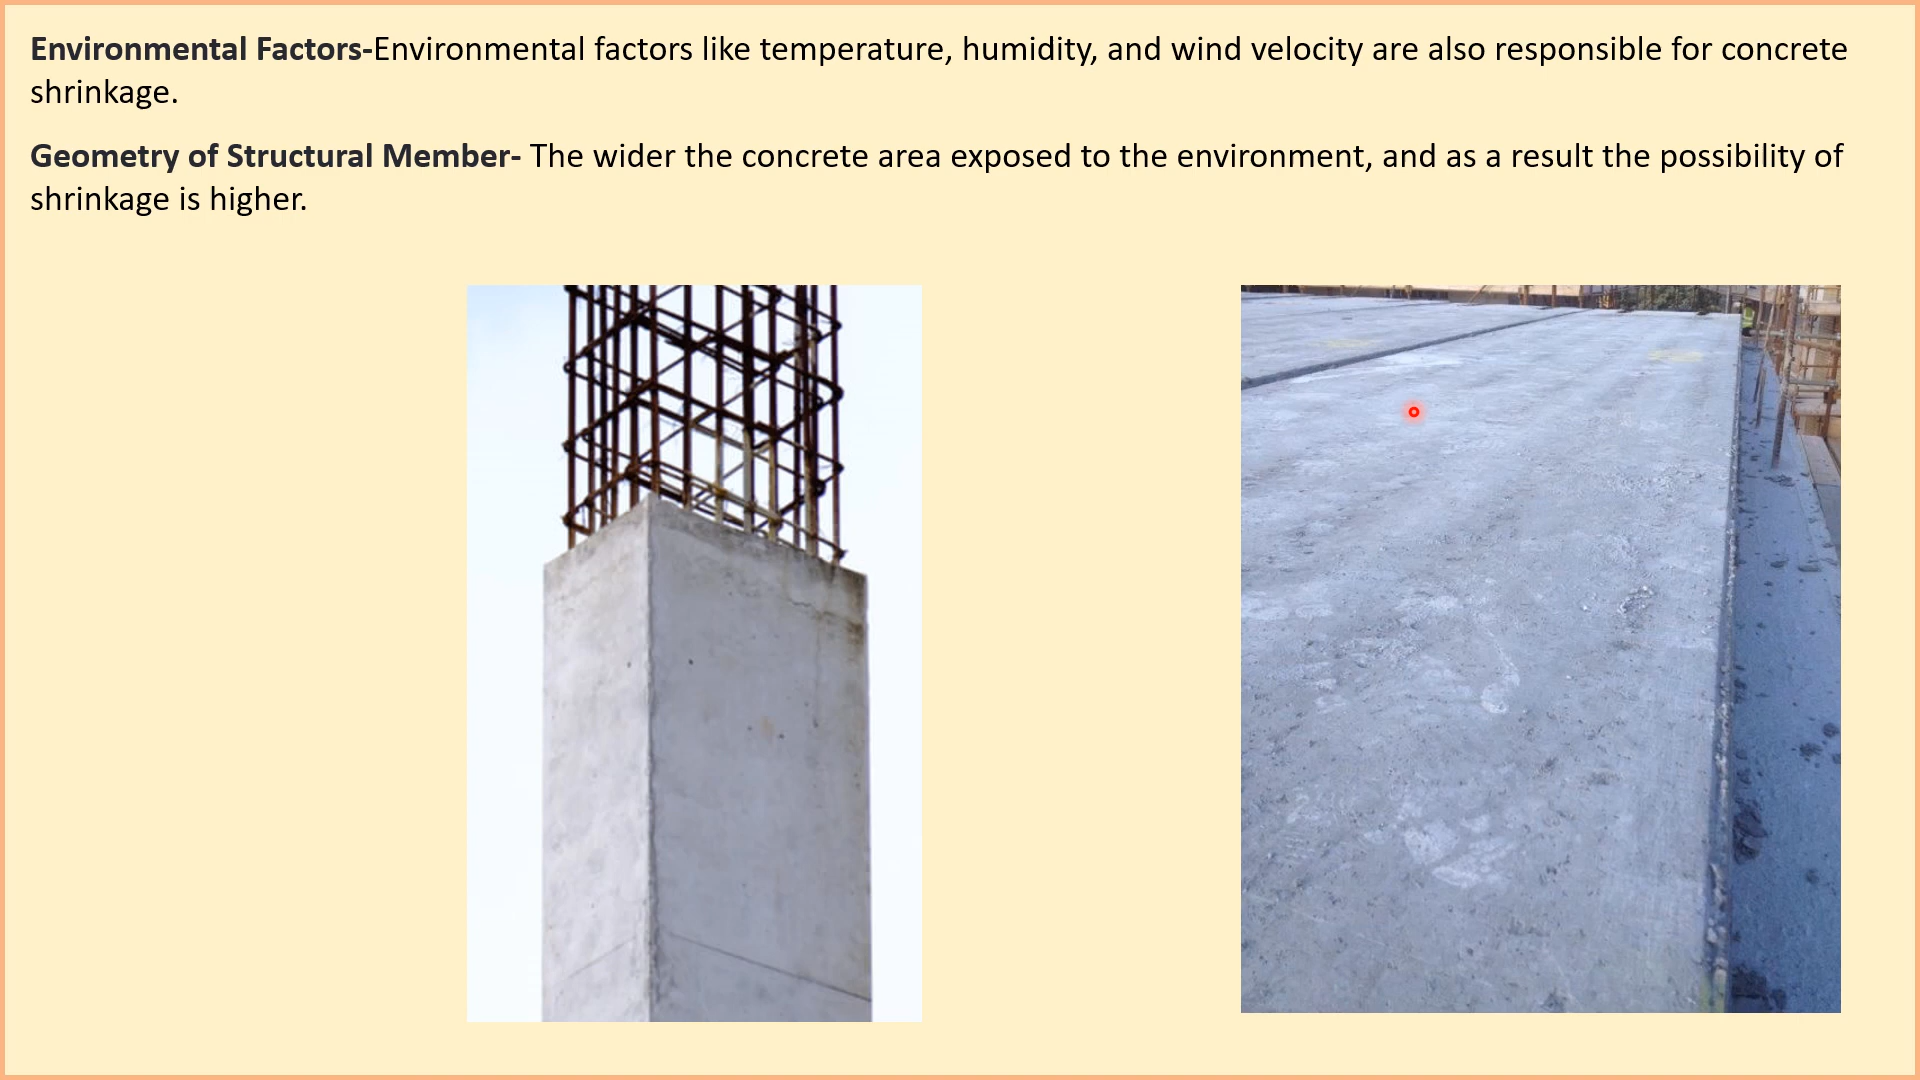 Environmental Factors-Environmental factors like temperature, humidity, and wind velocity are also responsible for concrete
shrinkage.
Geometry of Structural Member- The wider the concrete area exposed to the environment, and as a result the possibility of
shrinkage is higher.